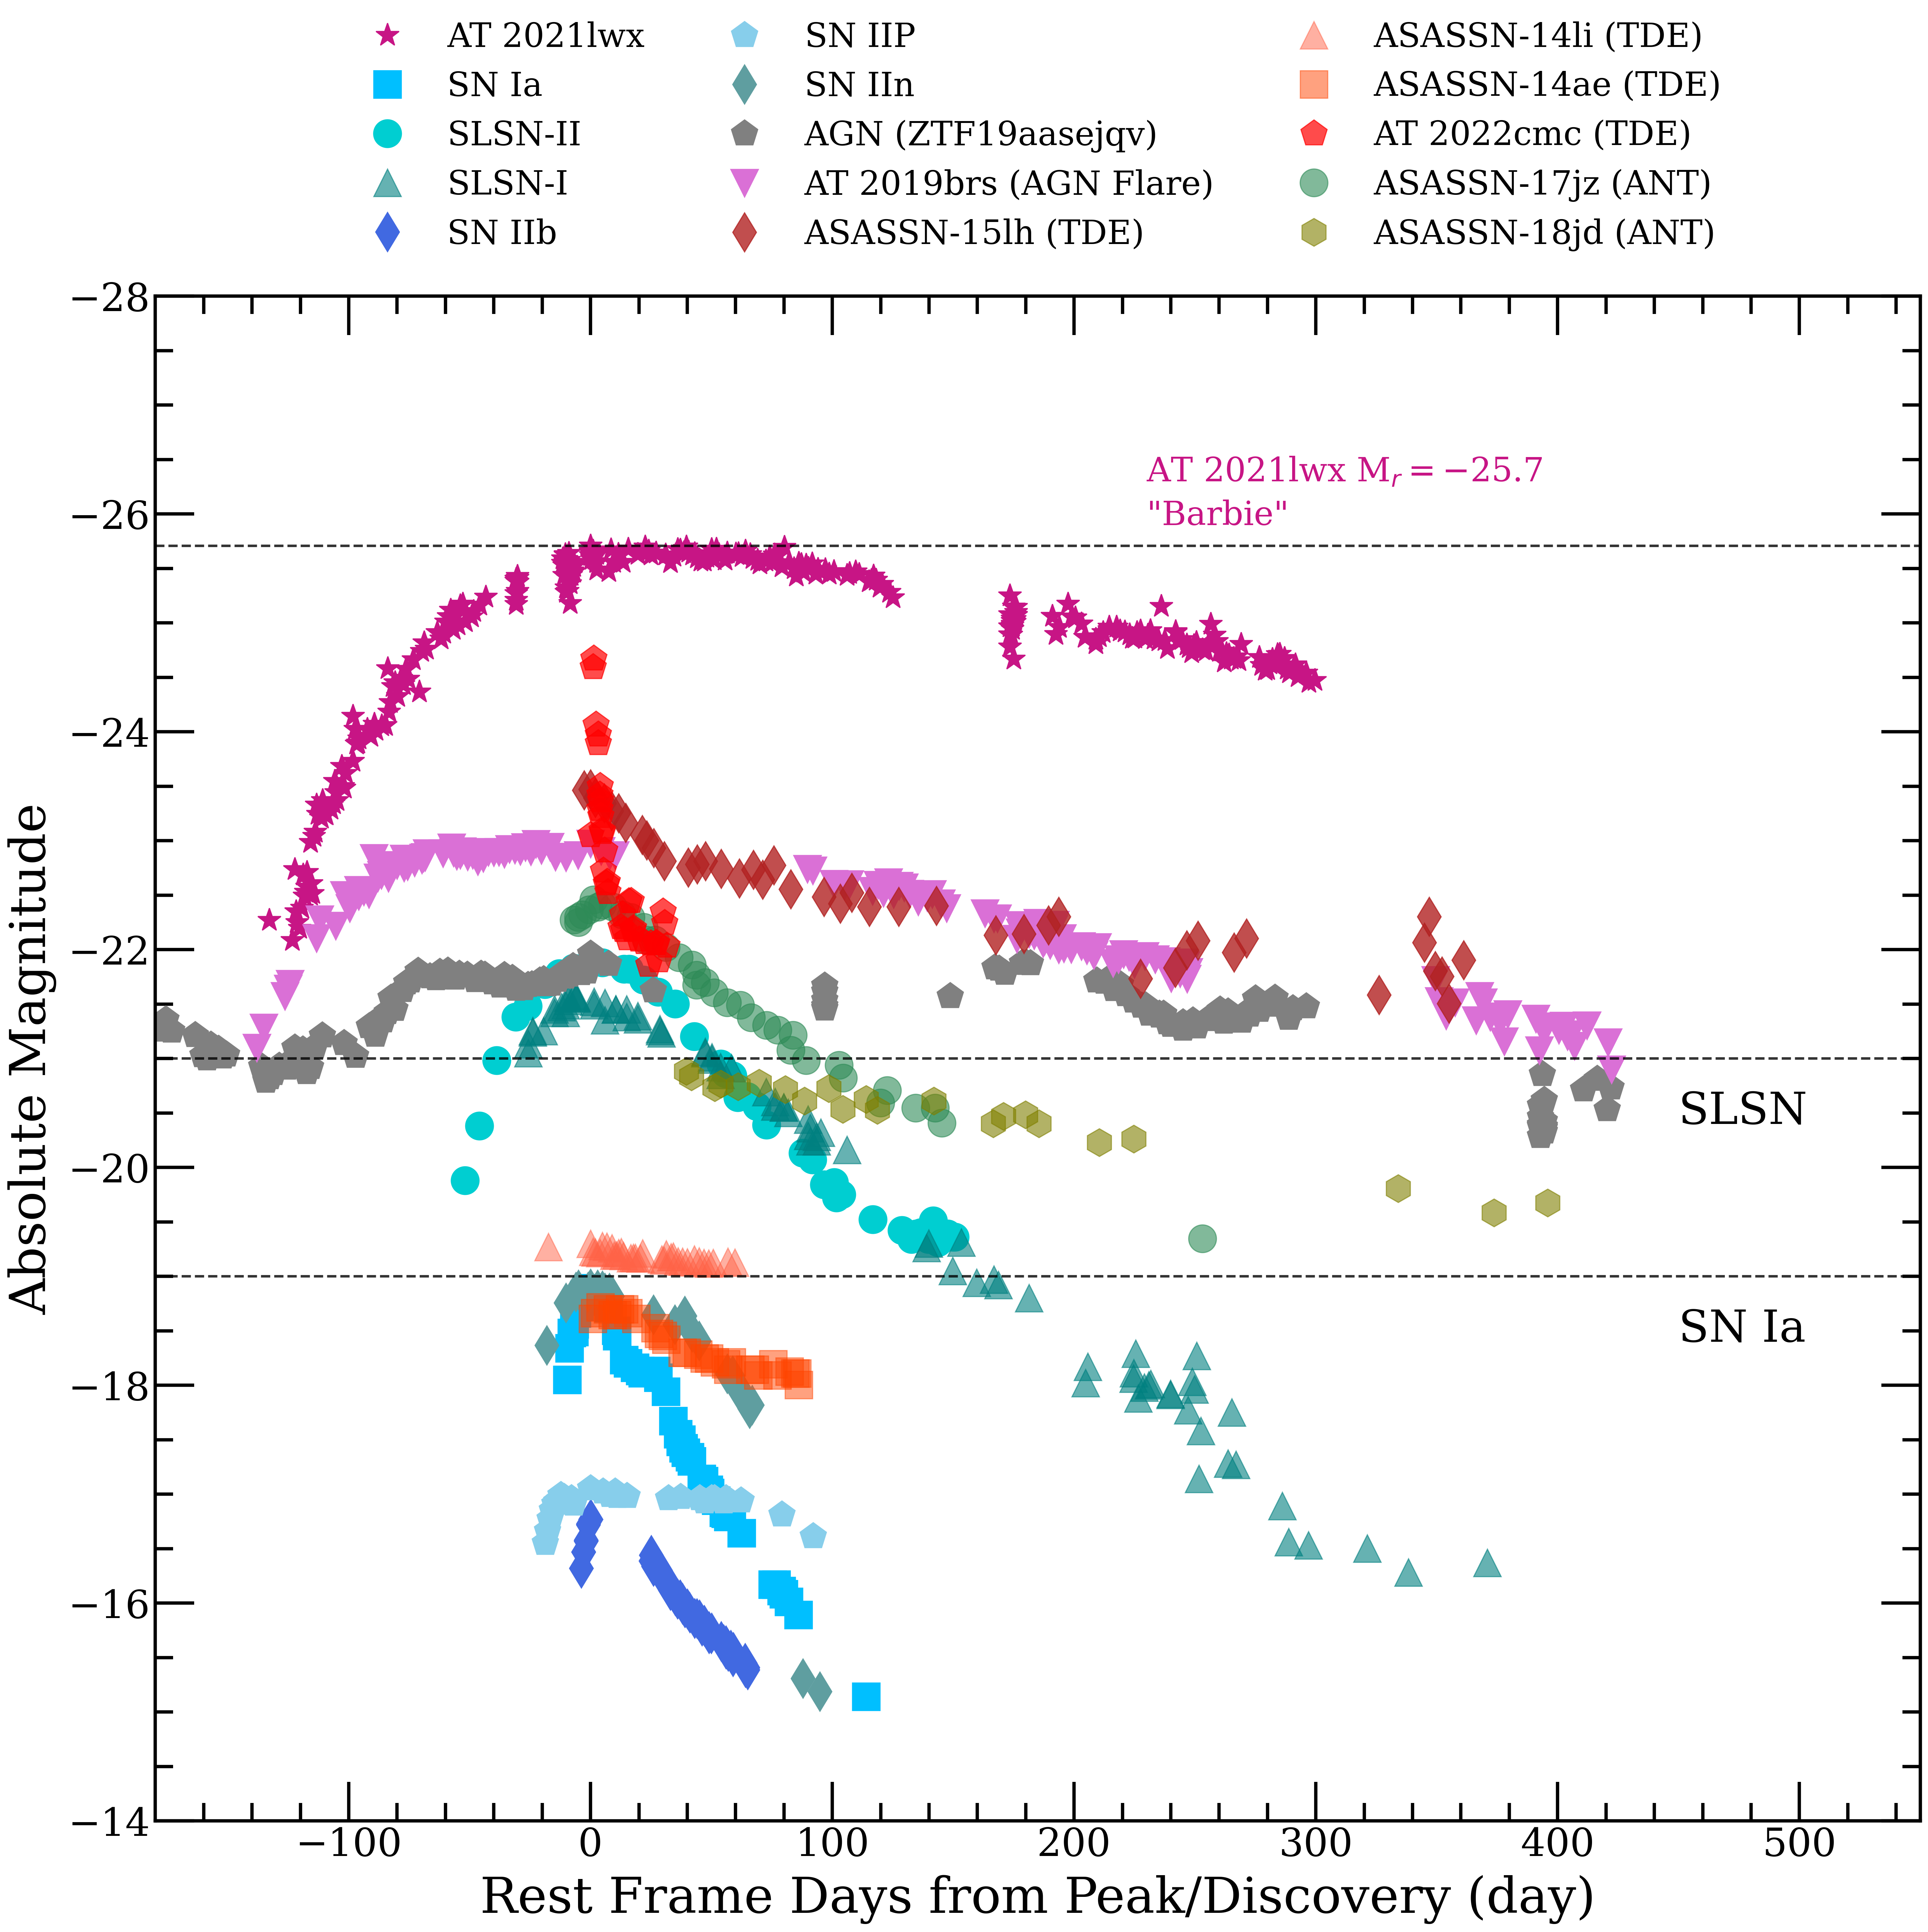 AT 2021lwx
SN Ia
SLSN-II
SLSN-I
SN IIb
SN IIP
SN IIn
AGN (ZTF19aasejqv)
AT 2019brs (AGN Flare)
ASASSN-15lh (TDE)
ASASSN-14li (TDE)
ASASSN-14ae (TDE)
AT 2022cmc (TDE)
ASASSN-17jz (ANT)
ASASSN-18jd (ANT)
Absolute Magnitude
−28
−26
−24
−22
−20
−18
−16
−14
AT 2021lwx Mr = −25.7
"Barbie"
SLSN
SN Ia
−100
0
100
200
300
400
500
Rest Frame Days from Peak/Discovery (day)